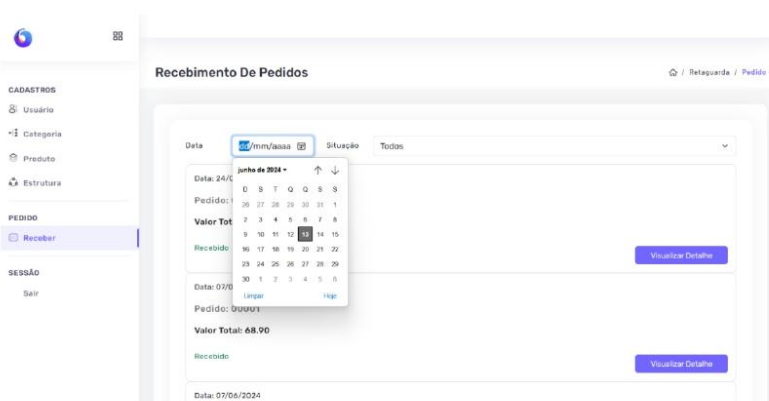 Recebimento De Pedidos
/ Retaguarda / Pedido
CADASTROS
Usuário
Categoria
Produto
Estrutura
PEDIDO
Receber
SESSÃO
Sair
Data
dd/mm/aaaa
Situação
Todos
junho de 2024
D S T Q Q S S
26 27 28 29 30 31 1
2 3 4 5 6 7 8
9 10 11 12 13 14 15
16 17 18 19 20 21 22
23 24 25 26 27 28 29
30 1 2 3 4 5 6
Limpar Hoje
Data: 24/0
Pedido:
Valor Tot
Recebido
Visualizar Detalhe
Data: 07/0
Pedido: 00001
Valor Total: 68.90
Recebido
Visualizar Detalhe
Data: 07/06/2024